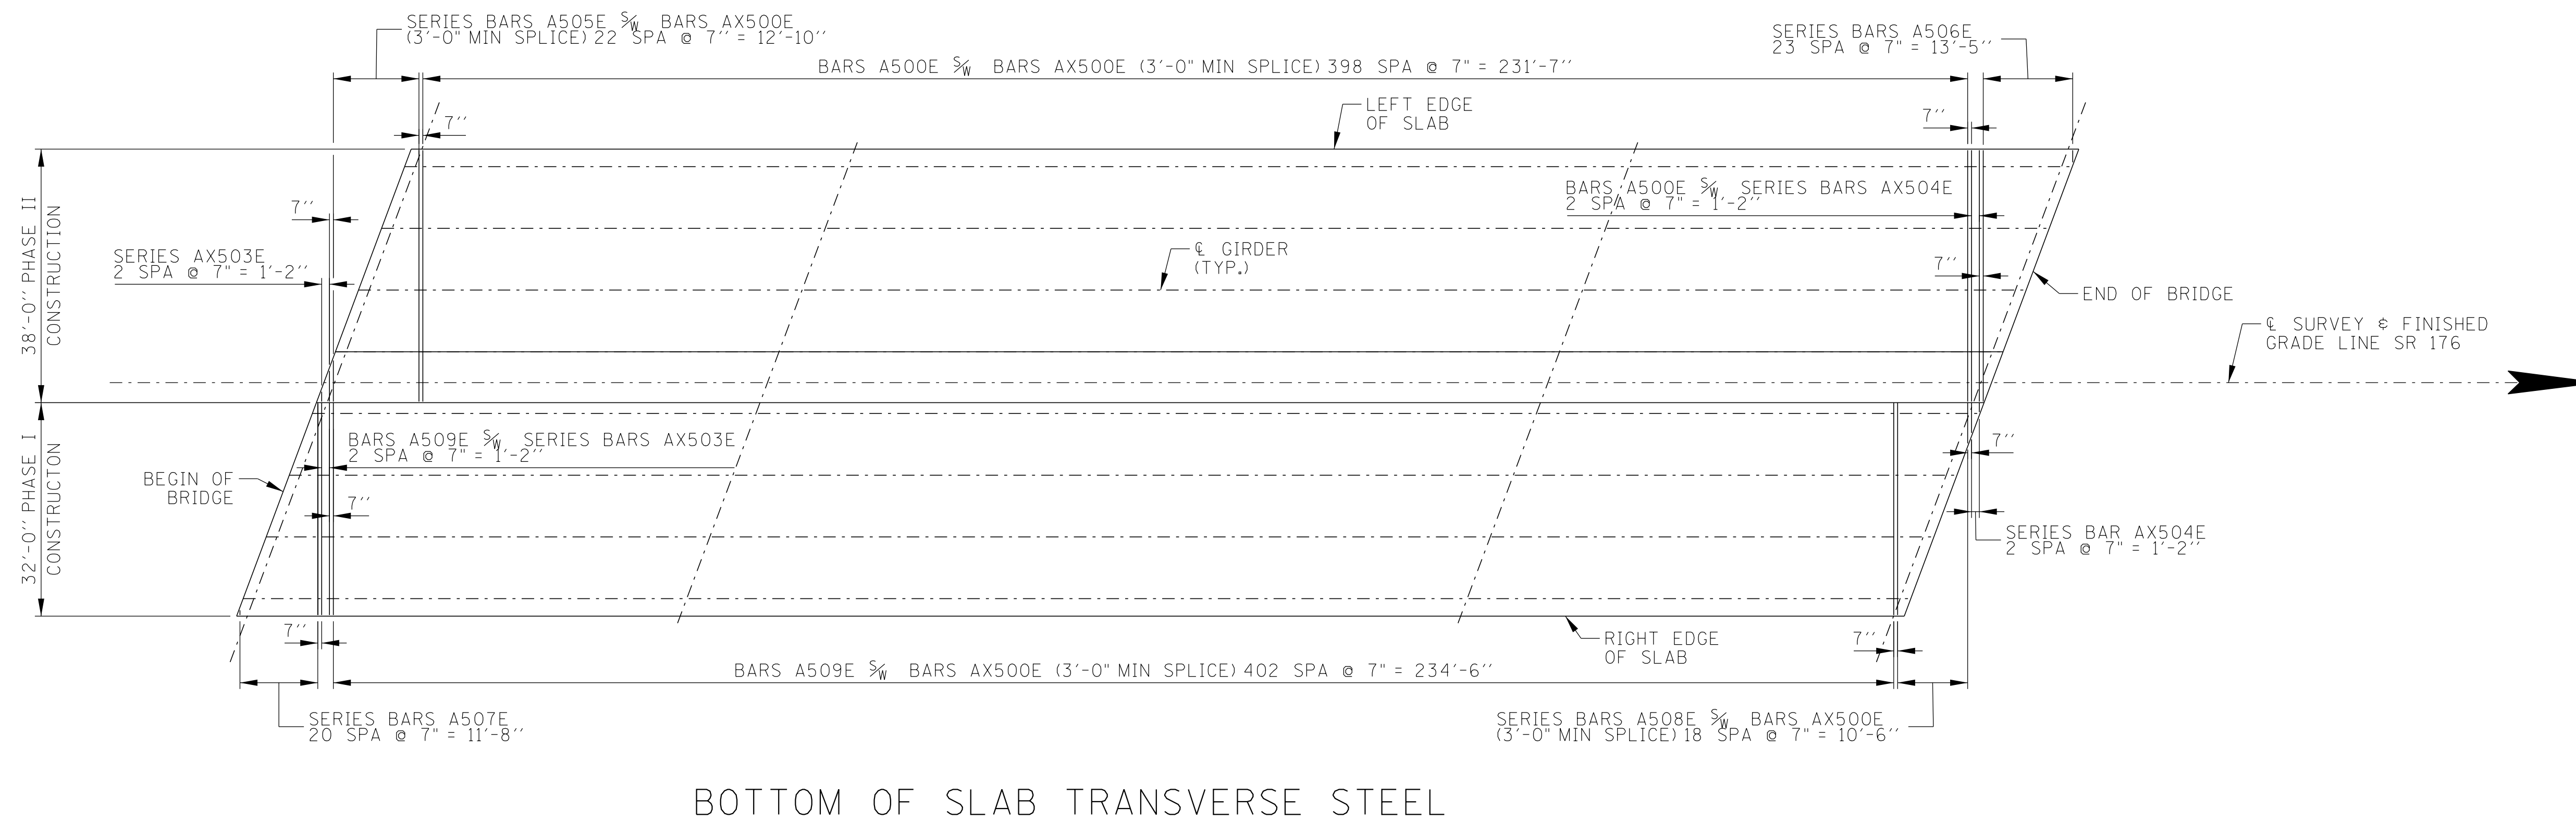 SERIES BARS A505E S/W BARS AX500E
(3'-0" MIN SPLICE) 22 SPA @ 7'' = 12'-10''
SERIES BARS A506E
23 SPA @ 7" = 13'-5''
BARS A500E S/W BARS AX500E (3'-0" MIN SPLICE) 398 SPA @ 7" = 231'-7''
7''
LEFT EDGE
OF SLAB
7''
BARS A500E S/W SERIES BARS AX504E
2 SPA @ 7" = 1'-2''
7''
38'-0'' PHASE II
CONSTRUCTION
SERIES AX503E
2 SPA @ 7" = 1'-2''
℄ GIRDER
(TYP.)
7''
END OF BRIDGE
℄ SURVEY & FINISHED
GRADE LINE SR 176
32'-0'' PHASE I
CONSTRUCTON
BARS A509E S/W SERIES BARS AX503E
2 SPA @ 7" = 1'-2''
7''
BEGIN OF
BRIDGE
7''
SERIES BAR AX504E
2 SPA @ 7" = 1'-2''
7''
RIGHT EDGE
OF SLAB
7''
BARS A509E S/W BARS AX500E (3'-0" MIN SPLICE) 402 SPA @ 7" = 234'-6''
SERIES BARS A507E
20 SPA @ 7" = 11'-8''
SERIES BARS A508E S/W BARS AX500E
(3'-0" MIN SPLICE) 18 SPA @ 7" = 10'-6''
BOTTOM OF SLAB TRANSVERSE STEEL